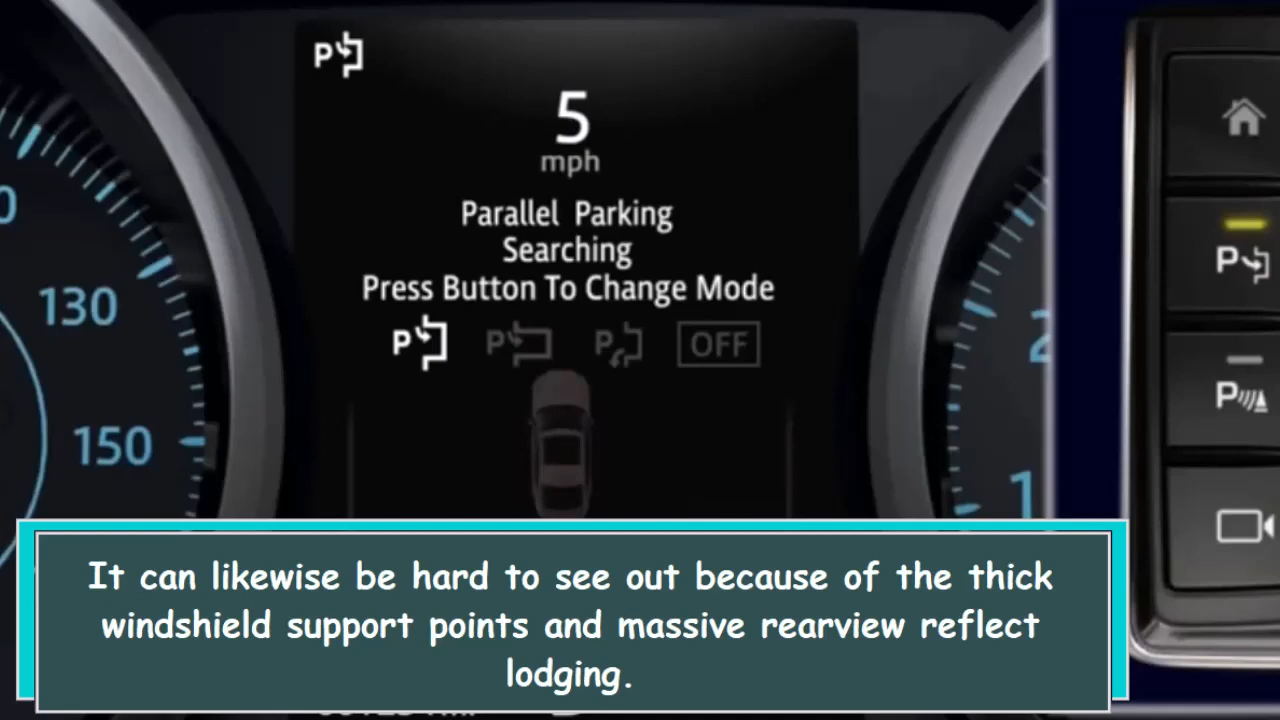 P
5
mph
Parallel Parking
Searching
Press Button To Change Mode
P P P OFF
130
150
P
P
It can likewise be hard to see out because of the thick
windshield support points and massive rearview reflect
lodging.